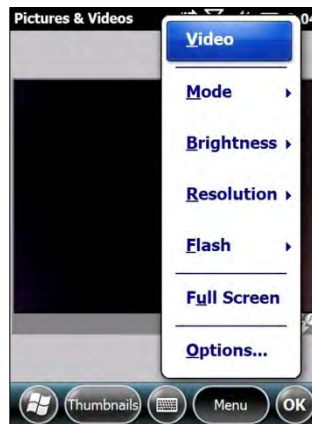 Pictures & Videos
Video
Mode
Brightness
Resolution
Flash
Full Screen
Options...
Thumbnails
Menu
OK